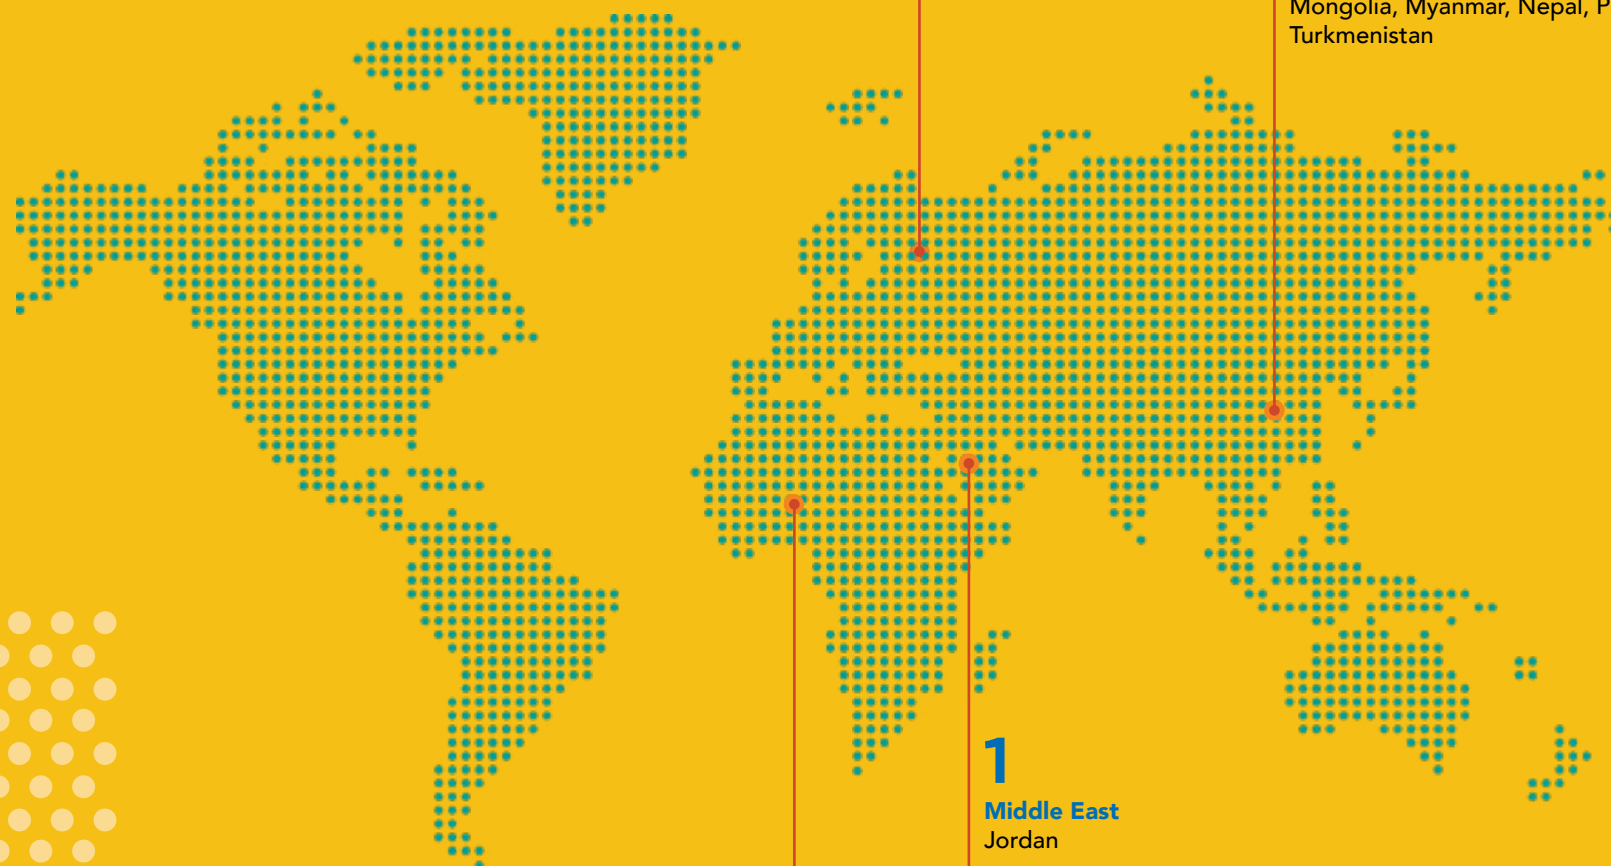 Mongolia, Myanmar, Nepal,
Turkmenistan
1
Middle East
Jordan